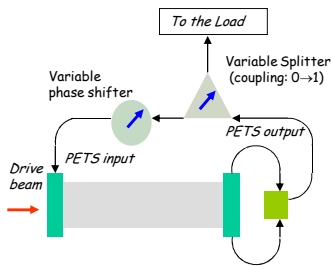 To the Load
Variable Splitter
(coupling: 0→1)
Variable
phase shifter
PETS output
PETS input
Drive
beam